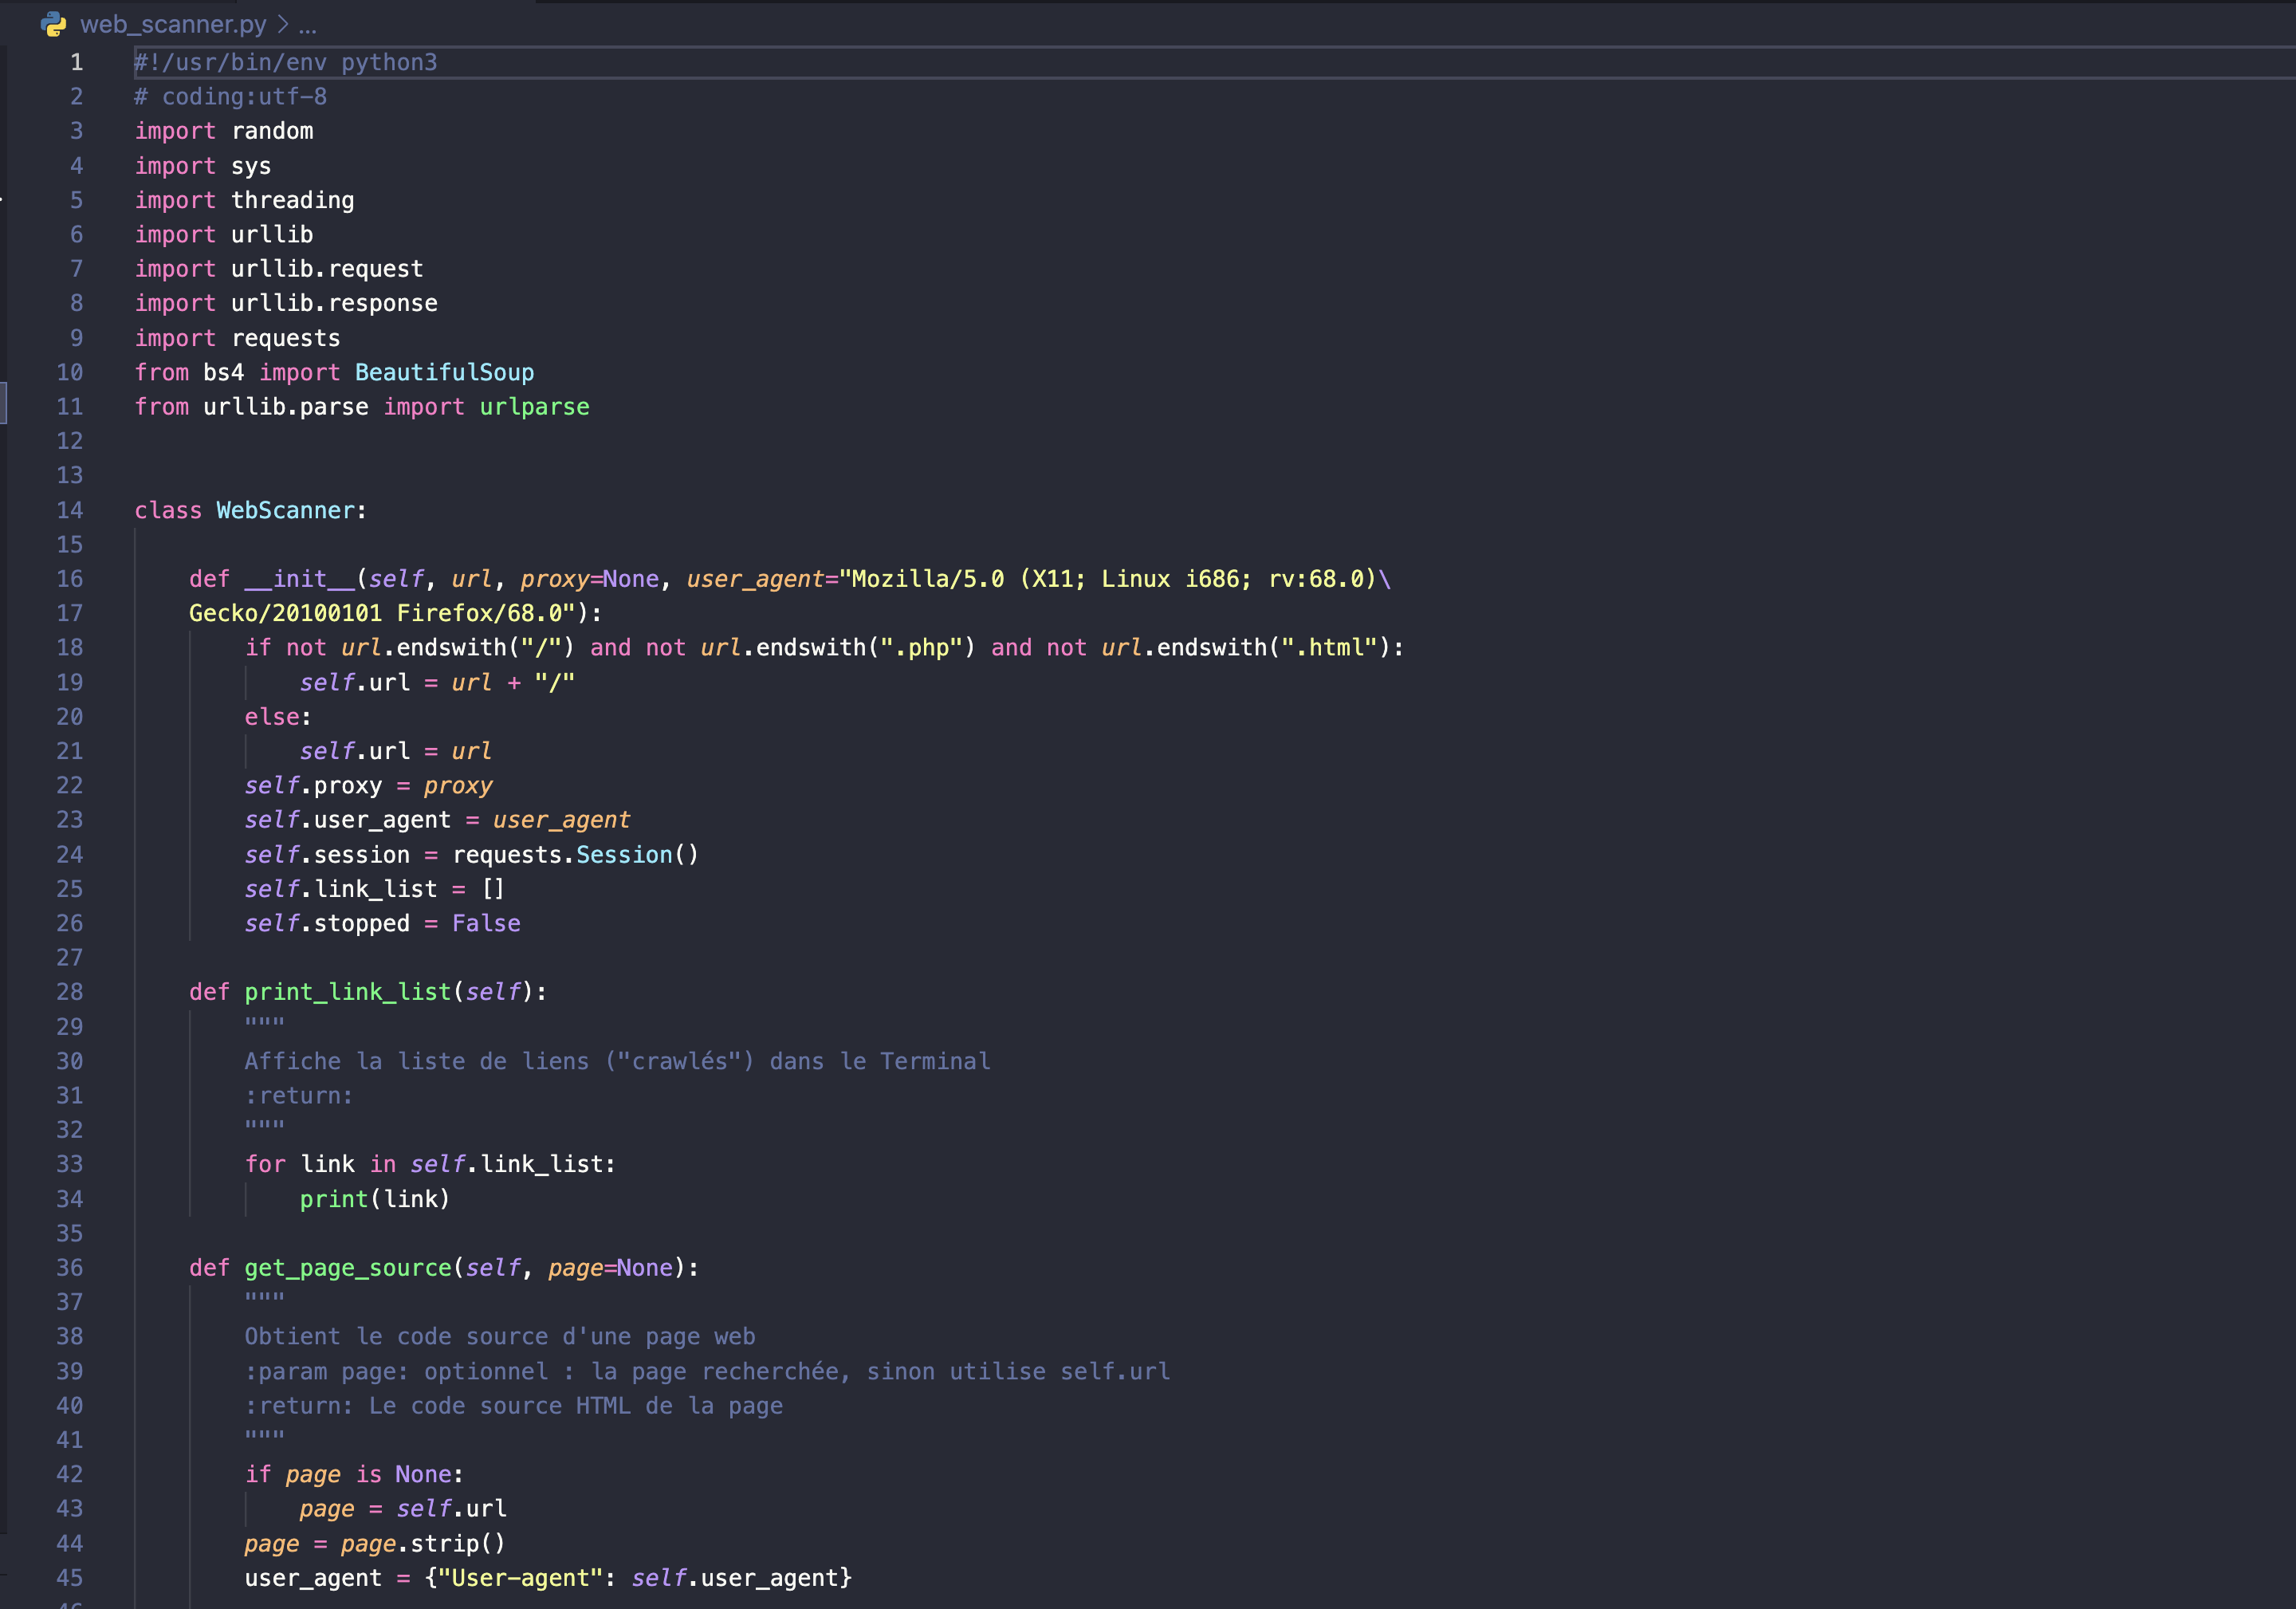 web_scanner.py > ...
1 #!/usr/bin/env python3
2 # coding:utf-8
3 import random
4 import sys
5 import threading
6 import urllib
7 import urllib.request
8 import urllib.response
9 import requests
10 from bs4 import BeautifulSoup
11 from urllib.parse import urlparse
12
13
14 class WebScanner:
15
16     def __init__(self, url, proxy=None, user_agent="Mozilla/5.0 (X11; Linux i686; rv:68.0)\
17     Gecko/20100101 Firefox/68.0"):
18         if not url.endswith("/") and not url.endswith(".php") and not url.endswith(".html"):
19             self.url = url + "/"
20         else:
21             self.url = url
22         self.proxy = proxy
23         self.user_agent = user_agent
24         self.session = requests.Session()
25         self.link_list = []
26         self.stopped = False
27
28     def print_link_list(self):
29         """
30         Affiche la liste de liens ("crawlés") dans le Terminal
31         :return:
32         """
33         for link in self.link_list:
34             print(link)
35
36     def get_page_source(self, page=None):
37         """
38         Obtient le code source d'une page web
39         :param page: optionnel : la page recherchée, sinon utilise self.url
40         :return: Le code source HTML de la page
41         """
42         if page is None:
43             page = self.url
44         page = page.strip()
45         user_agent = {"User-agent": self.user_agent}
46